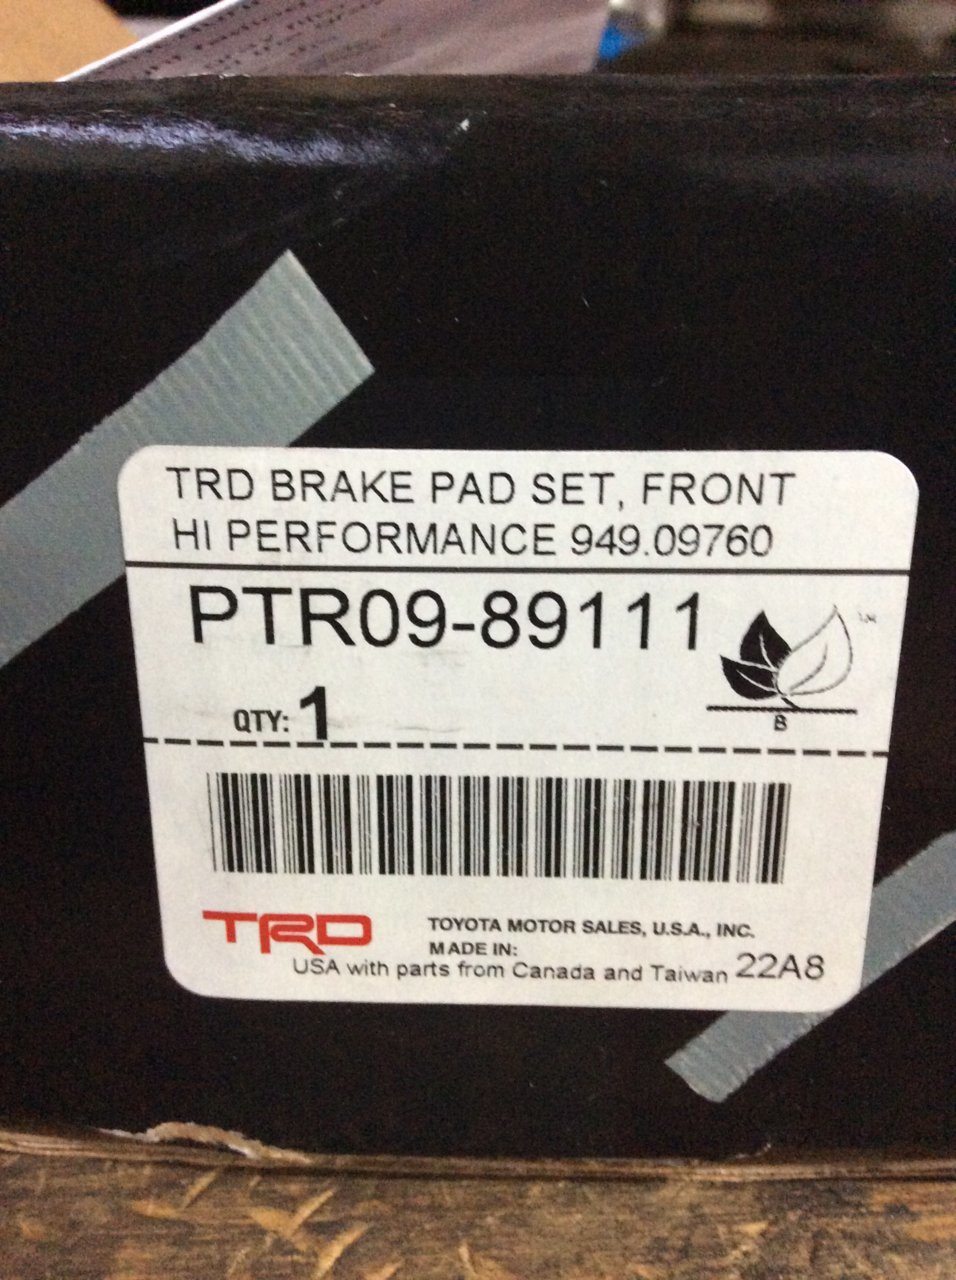 TRD BRAKE PAD SET, FRONT
HI PERFORMANCE 949.09760
PTR09-89111
B
QTY: 1
TRD
TOYOTA MOTOR SALES, U.S.A., INC.
MADE IN:
USA with parts from Canada and Taiwan 22A8